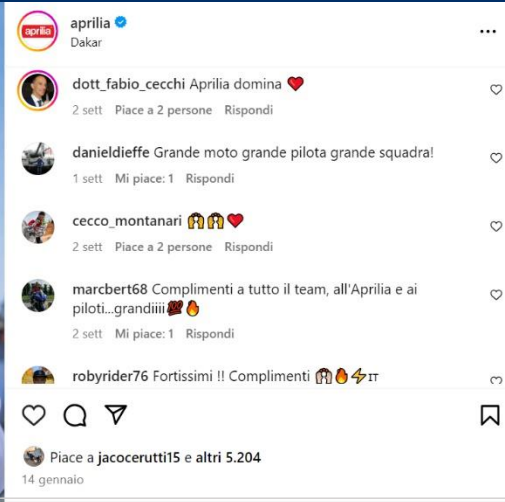 aprilia
aprilia
Dakar
dott_fabio_cecchi Aprilia domina ❤️
2 sett Piace a 2 persone Rispondi
danieldieffe Grande moto grande pilota grande squadra!
1 sett Mi piace: 1 Rispondi
cecco_montanari 🙌🙌❤️
2 sett Piace a 2 persone Rispondi
marcbert68 Complimenti a tutto il team, all'Aprilia e ai
piloti...grandiiii💯🔥
2 sett Mi piace: 1 Rispondi
robyrider76 Fortissimi !! Complimenti 🙌🔥⚡IT
Piace a jacocerutti15 e altri 5.204
14 gennaio